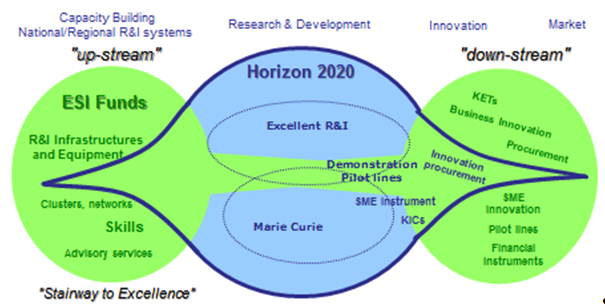 Capacity Building
National/Regional R&I systems
Research & Development
Innovation
Market
"up-stream"
"down-stream"
Horizon 2020
ESI Funds
Excellent R&I
R&I Infrastructures
and Equipment
KETs
Business Innovation
Procurement
Innovation
procurement
Demonstration
Pilot lines
Clusters, networks
Skills
Advisory services
Marie Curie
SME Instrument
KICs
SME
Innovation
Pilot lines
Financial
Instruments
"Stairway to Excellence"